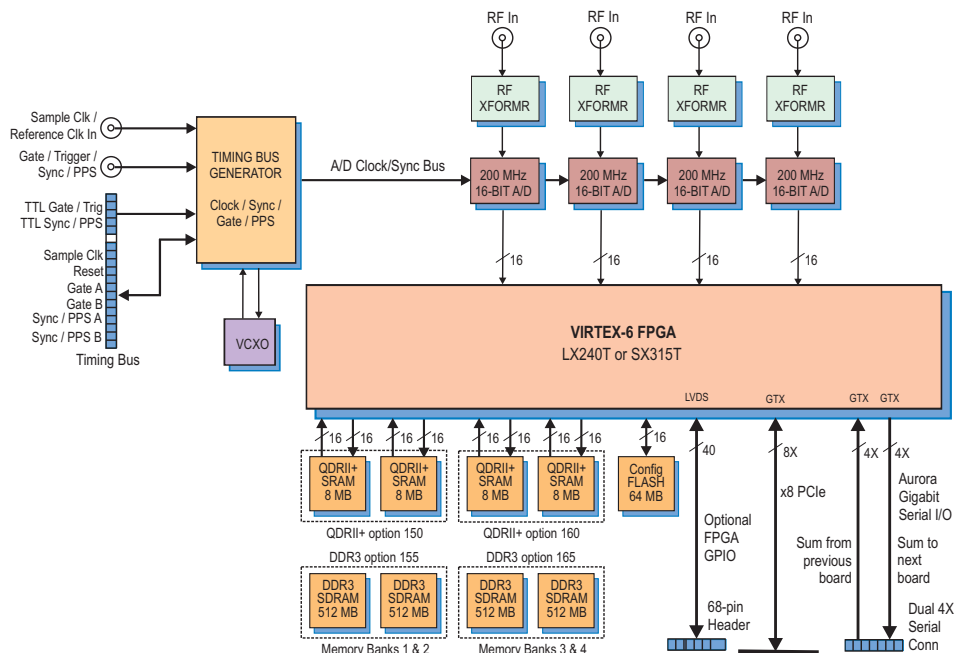 RF In
RF In
RF In
RF In
RF
XFORMR
RF
XFORMR
RF
XFORMR
RF
XFORMR
Sample Clk /
Reference Clk In
Gate / Trigger /
Sync / PPS
TTL Gate / Trig
TTL Sync / PPS
Sample Clk
Reset
Gate A
Gate B
Sync / PPS A
Sync / PPS B
Timing Bus
TIMING BUS
GENERATOR
Clock / Sync /
Gate / PPS
VCXO
A/D Clock/Sync Bus
200 MHz
16-BIT A/D
200 MHz
16-BIT A/D
200 MHz
16-BIT A/D
200 MHz
16-BIT A/D
16
16
16
16
VIRTEX-6 FPGA
LX240T or SX315T
LVDS
GTX
GTX
GTX
16
16
16
16
16
16
16
16
16
40
8X
4X
4X
QDRII+
SRAM
8 MB
QDRII+
SRAM
8 MB
QDRII+
SRAM
8 MB
QDRII+
SRAM
8 MB
Config
FLASH
64 MB
QDRII+ option 150
QDRII+ option 160
DDR3 option 155
DDR3 option 165
DDR3
SDRAM
512 MB
DDR3
SDRAM
512 MB
DDR3
SDRAM
512 MB
DDR3
SDRAM
512 MB
Memory Banks 1 & 2
Memory Banks 3 & 4
Optional
FPGA
GPIO
68-pin
Header
x8 PCIe
Sum from
previous
board
Aurora
Gigabit
Serial I/O
Sum to
next
board
Dual 4X
Serial
Conn